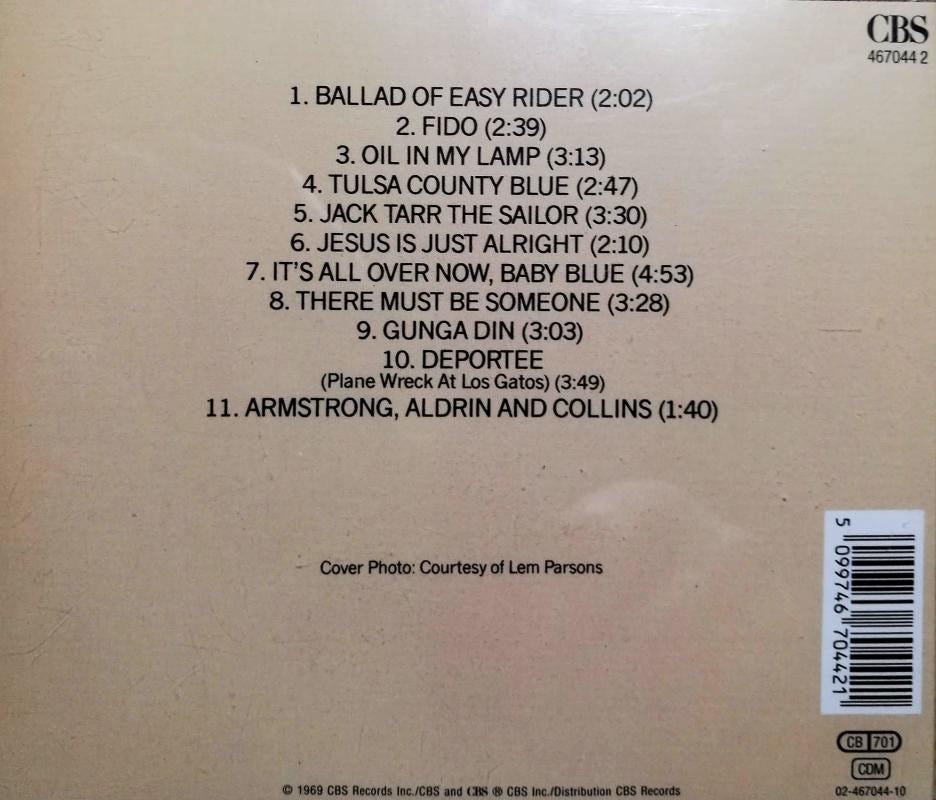 CBS
467044 2
1. BALLAD OF EASY RIDER (2:02)
2. FIDO (2:39)
3. OIL IN MY LAMP (3:13)
4. TULSA COUNTY BLUE (2:47)
5. JACK TARR THE SAILOR (3:30)
6. JESUS IS JUST ALRIGHT (2:10)
7. IT'S ALL OVER NOW, BABY BLUE (4:53)
8. THERE MUST BE SOMEONE (3:28)
9. GUNGA DIN (3:03)
10. DEPORTEE
(Plane Wreck At Los Gatos) (3:49)
11. ARMSTRONG, ALDRIN AND COLLINS (1:40)
Cover Photo: Courtesy of Lem Parsons
5 099746 704421
CB 701
CDM
02-467044-10
© 1969 CBS Records Inc./CBS and CBS ® CBS Inc./Distribution CBS Records